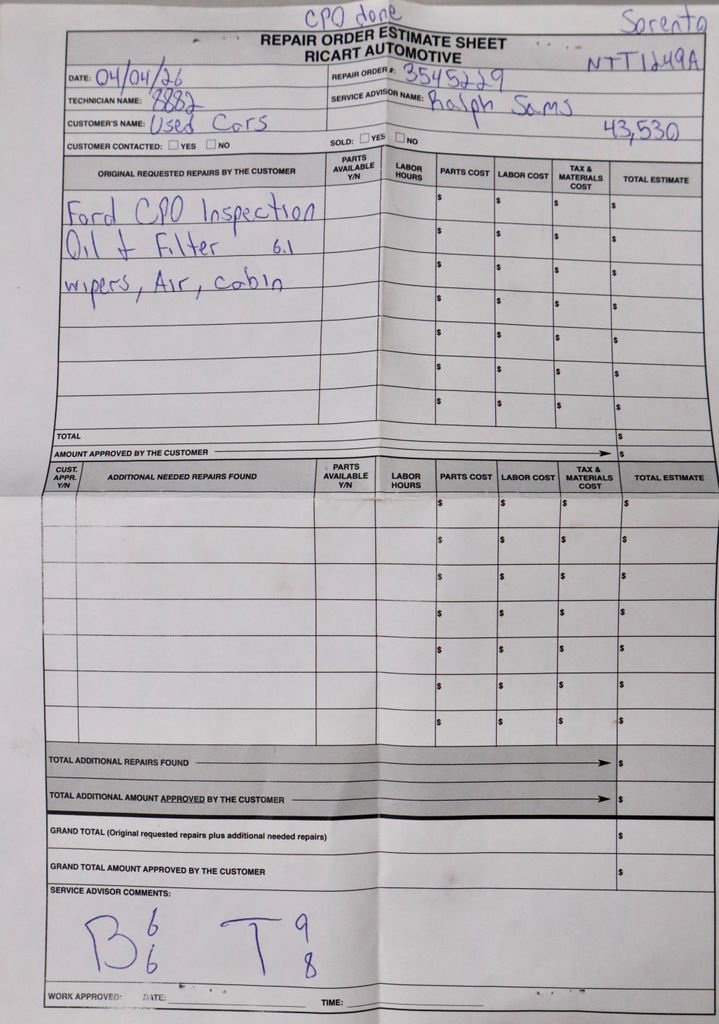 CPO done
Sorento
REPAIR ORDER ESTIMATE SHEET
RICART AUTOMOTIVE
NTT1249A
DATE: 04/04/26
REPAIR ORDER #: 3545229
TECHNICIAN NAME: 8882
SERVICE ADVISOR NAME: Ralph Sams
CUSTOMER'S NAME: Used Cars
43,530
CUSTOMER CONTACTED: ☐ YES ☐ NO
SOLD: ☐ YES ☐ NO
ORIGINAL REQUESTED REPAIRS BY THE CUSTOMER
PARTS AVAILABLE Y/N
LABOR HOURS
PARTS COST
LABOR COST
TAX & MATERIALS COST
TOTAL ESTIMATE
Ford CPO Inspection $ $ $ $
Oil + Filter 6.1 $ $ $ $
wipers, Air, cabin $ $ $ $
$ $ $ $
$ $ $ $
$ $ $ $
$ $ $ $
TOTAL $
AMOUNT APPROVED BY THE CUSTOMER $
CUST. APPR. Y/N
ADDITIONAL NEEDED REPAIRS FOUND
PARTS AVAILABLE Y/N
LABOR HOURS
PARTS COST
LABOR COST
TAX & MATERIALS COST
TOTAL ESTIMATE
$ $ $ $
$ $ $ $
$ $ $ $
$ $ $ $
$ $ $ $
$ $ $ $
$ $ $ $
TOTAL ADDITIONAL REPAIRS FOUND $
TOTAL ADDITIONAL AMOUNT APPROVED BY THE CUSTOMER $
GRAND TOTAL (Original requested repairs plus additional needed repairs) $
GRAND TOTAL AMOUNT APPROVED BY THE CUSTOMER $
SERVICE ADVISOR COMMENTS:
B 6 6 T 9 8
WORK APPROVED: DATE: TIME: